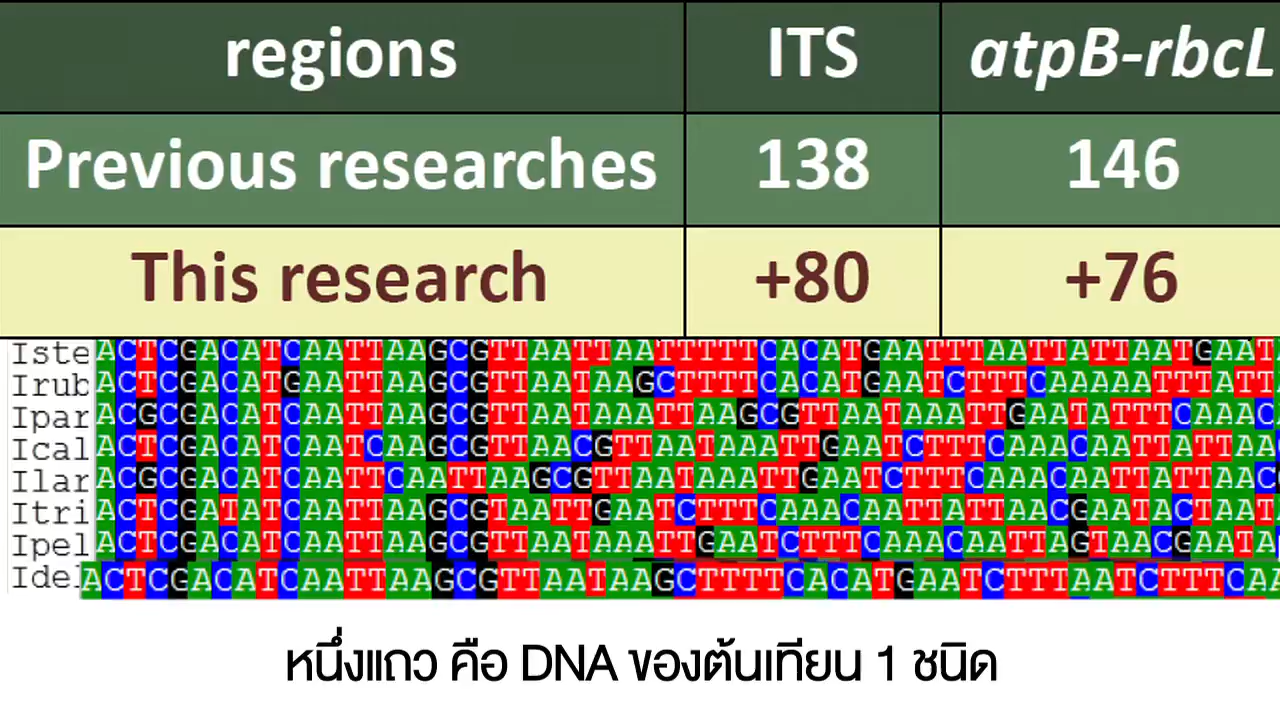 regions ITS atpB-rbcL
Previous researches 138 146
This research +80 +76
Iste ACTCGACATCAATTAAGCGTTAATTAATTTTTCACATGAATTTAATTATTAATGAAT
Irub ACTCGACATGAATTAAGCGTTAATAAGCTTTTCACATGAATCTTTCAAAAATTTATT
Ipar ACGCGACATCAATTAAGCGTTAATAAATTAAGCGTTAATAAATTGAATATTTCAAAC
Ical ACTCGACATCAATCAAGCGTTAACGTTAATAAATTGAATCTTTCAAACAATTATTAA
Ilar ACGCGACATCAATTCAATTAAGCGTTAATAAATTGAATCTTTCAAACAATTATTAAC
Itri ACTCGATATCAATTAAGCGTAATTGAATCTTTCAAACAATTATTAACGAATACTAAT
Ipel ACTCGACATCAATTAAGCGTTAATAAATTGAATCTTTCAAACAATTAGTAACGAATA
Idel ACTCGACATCAATTAAGCGTTAATAAGCTTTTCACATGAATCTTTAATCTTTCAA
หนึ่งแถว คือ DNA ของต้นเทียน 1 ชนิด